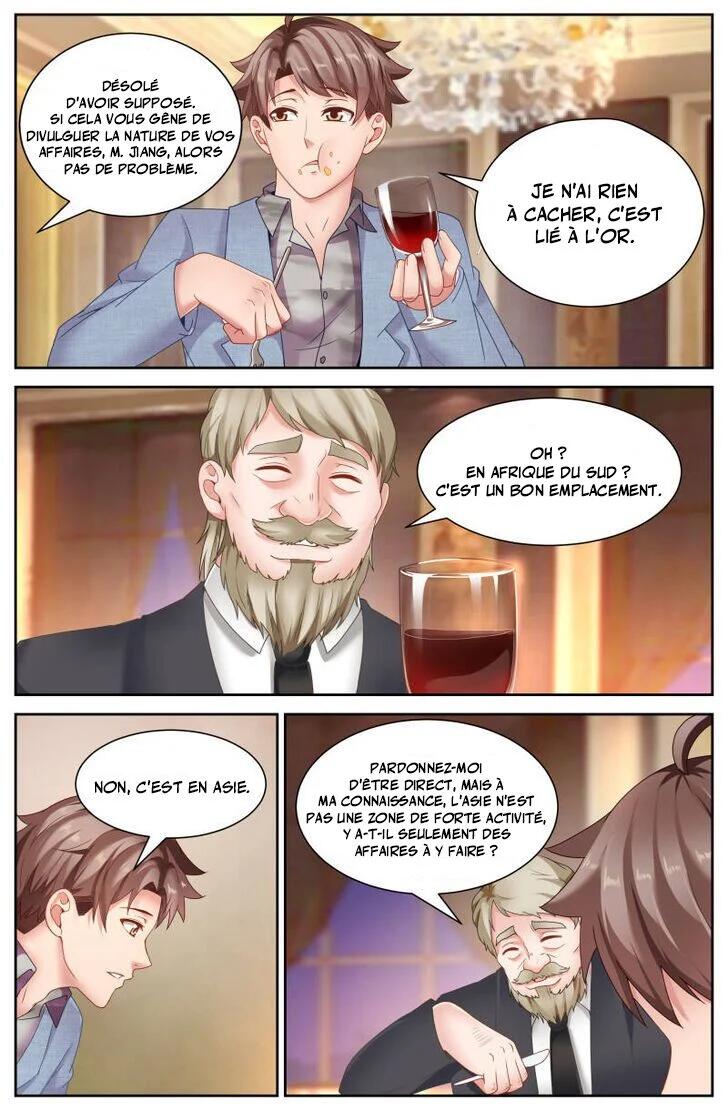 DÉSOLÉ
D'AVOIR SUPPOSÉ.
SI CELA VOUS GÊNE DE
DIVULGUER LA NATURE DE VOS
AFFAIRES, M. JIANG, ALORS
PAS DE PROBLÈME.
JE N'AI RIEN
À CACHER, C'EST
LIÉ À L'OR.
OH ?
EN AFRIQUE DU SUD ?
C'EST UN BON EMPLACEMENT.
NON, C'EST EN ASIE.
PARDONNEZ-MOI
D'ÊTRE DIRECT, MAIS À
MA CONNAISSANCE, L'ASIE N'EST
PAS UNE ZONE DE FORTE ACTIVITÉ,
Y A-T-IL SEULEMENT DES
AFFAIRES À Y FAIRE ?